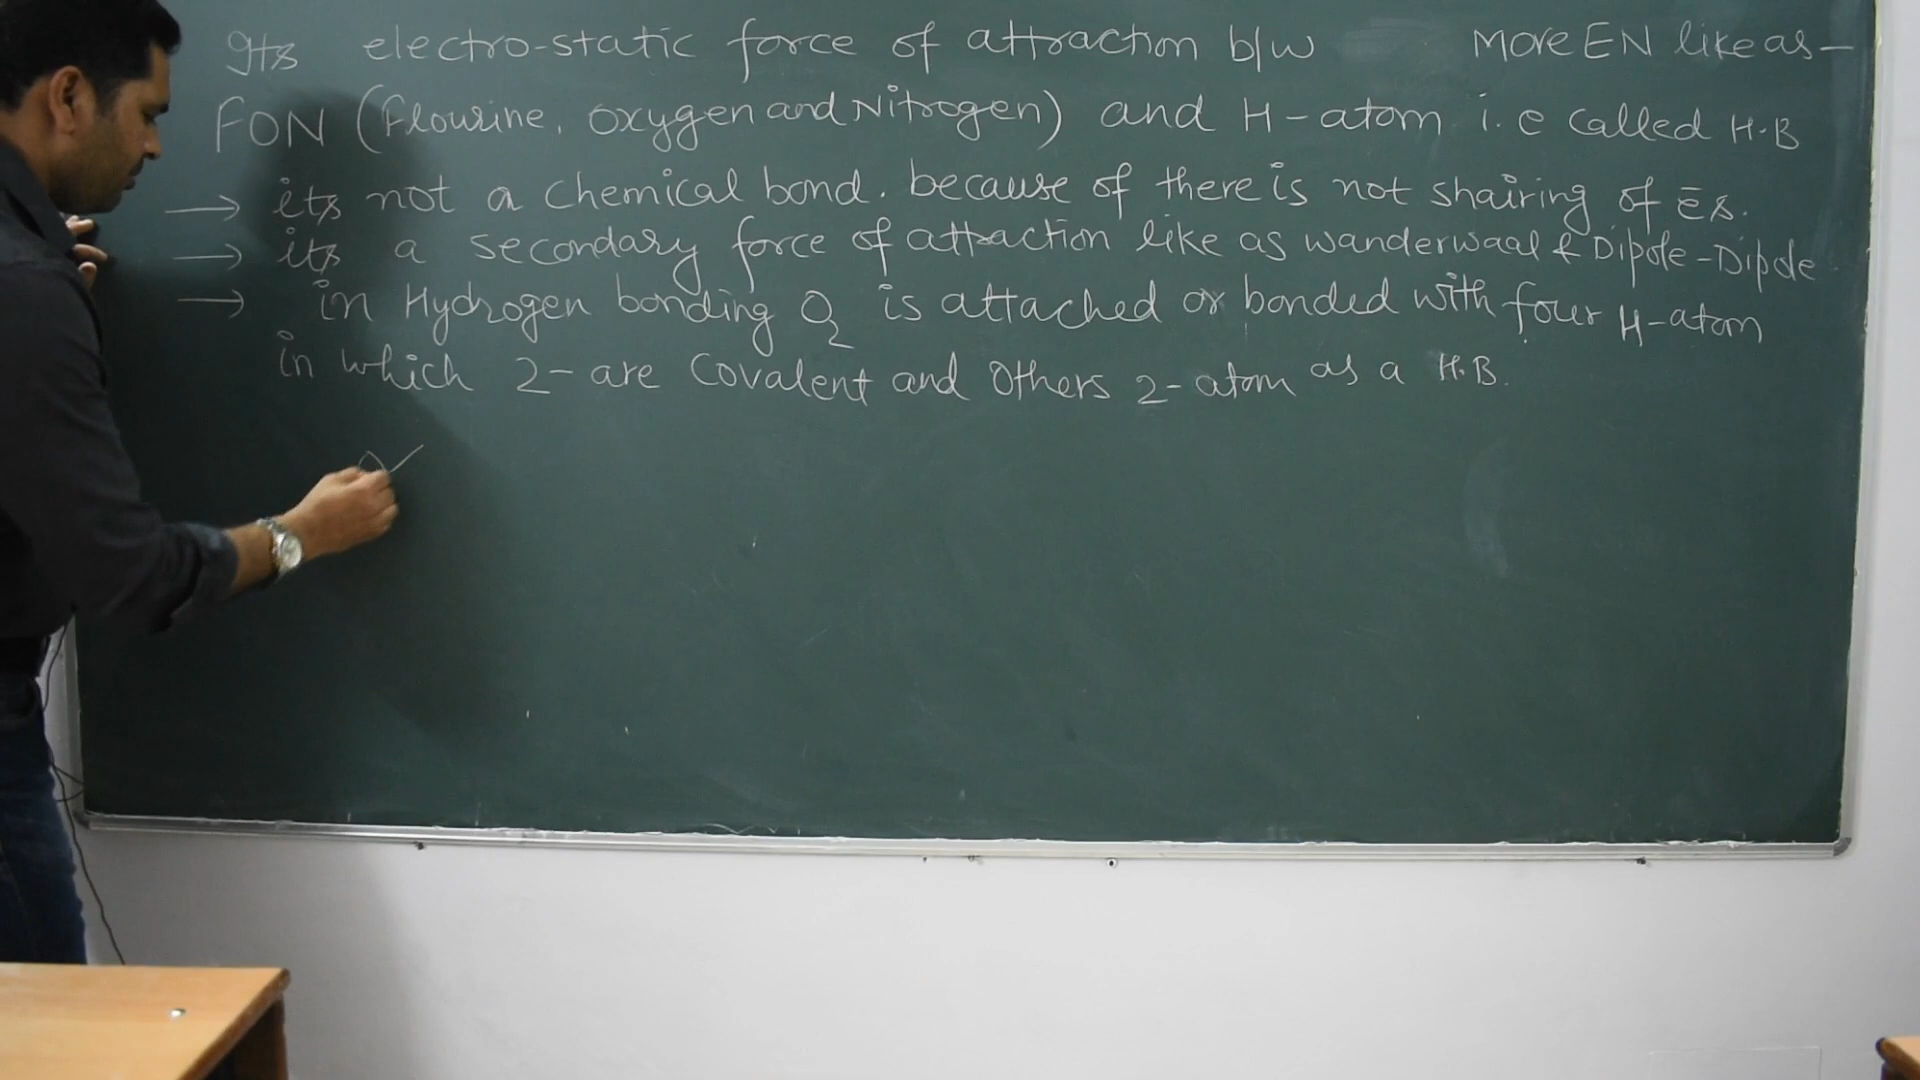 Its electro-static force of attraction b/w More EN like as -
FON (Flourine, oxygen and Nitrogen) and H-atom i.e called H.B
→ its not a chemical bond. because of there is not shairing of ēs.
→ its a secondary force of attraction like as wanderwaal & Dipole-Dipole
→ in Hydrogen bonding O2 is attached or bonded with four H-atom
in which 2- are Covalent and Others 2- atom as a H.B.
O